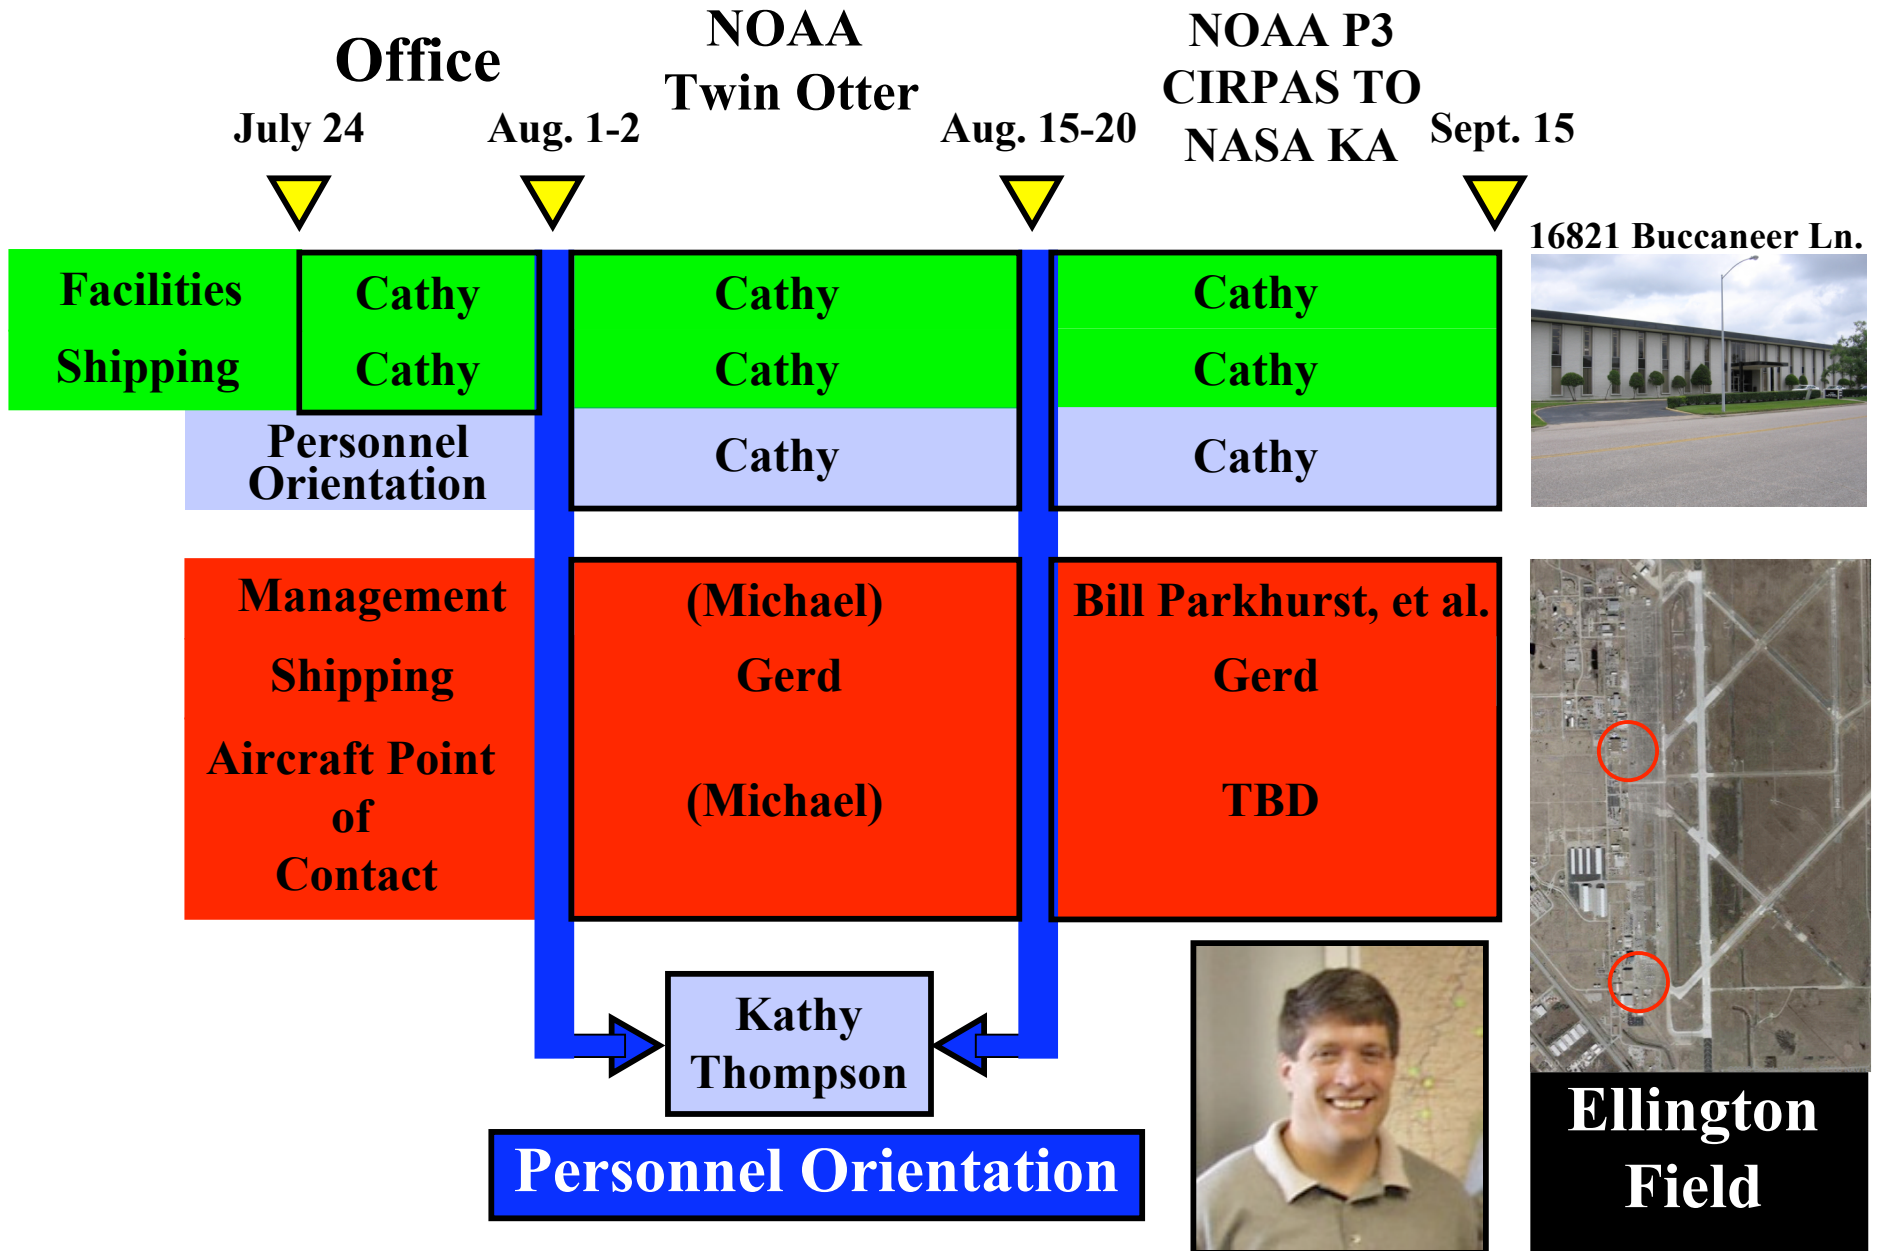 Office
NOAA
Twin Otter
NOAA P3
CIRPAS TO
NASA KA
July 24
Aug. 1-2
Aug. 15-20
Sept. 15
16821 Buccaneer Ln.
Facilities
Cathy
Cathy
Cathy
Shipping
Cathy
Cathy
Cathy
Personnel
Orientation
Cathy
Cathy
Management
(Michael)
Bill Parkhurst, et al.
Shipping
Gerd
Gerd
Aircraft Point
of
Contact
(Michael)
TBD
Kathy
Thompson
Personnel Orientation
Ellington
Field